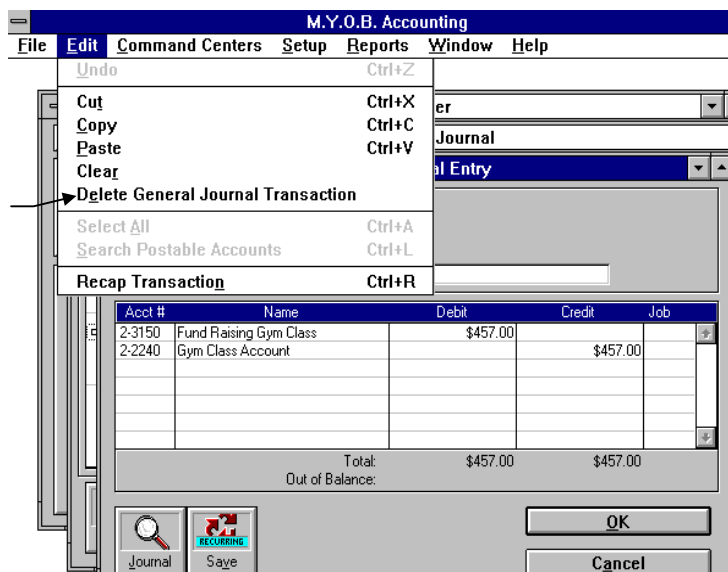 M.Y.O.B. Accounting
File Edit Command Centers Setup Reports Window Help
Undo Ctrl+Z
Cut Ctrl+X
Copy Ctrl+C
Paste Ctrl+V
Clear
Delete General Journal Transaction
Select All Ctrl+A
Search Postable Accounts Ctrl+L
Recap Transaction Ctrl+R
er
Journal
al Entry
Acct # Name Debit Credit Job
2-3150 Fund Raising Gym Class $457.00
2-2240 Gym Class Account $457.00
Total: $457.00 $457.00
Out of Balance:
Journal
RECURRING
Save
OK
Cancel